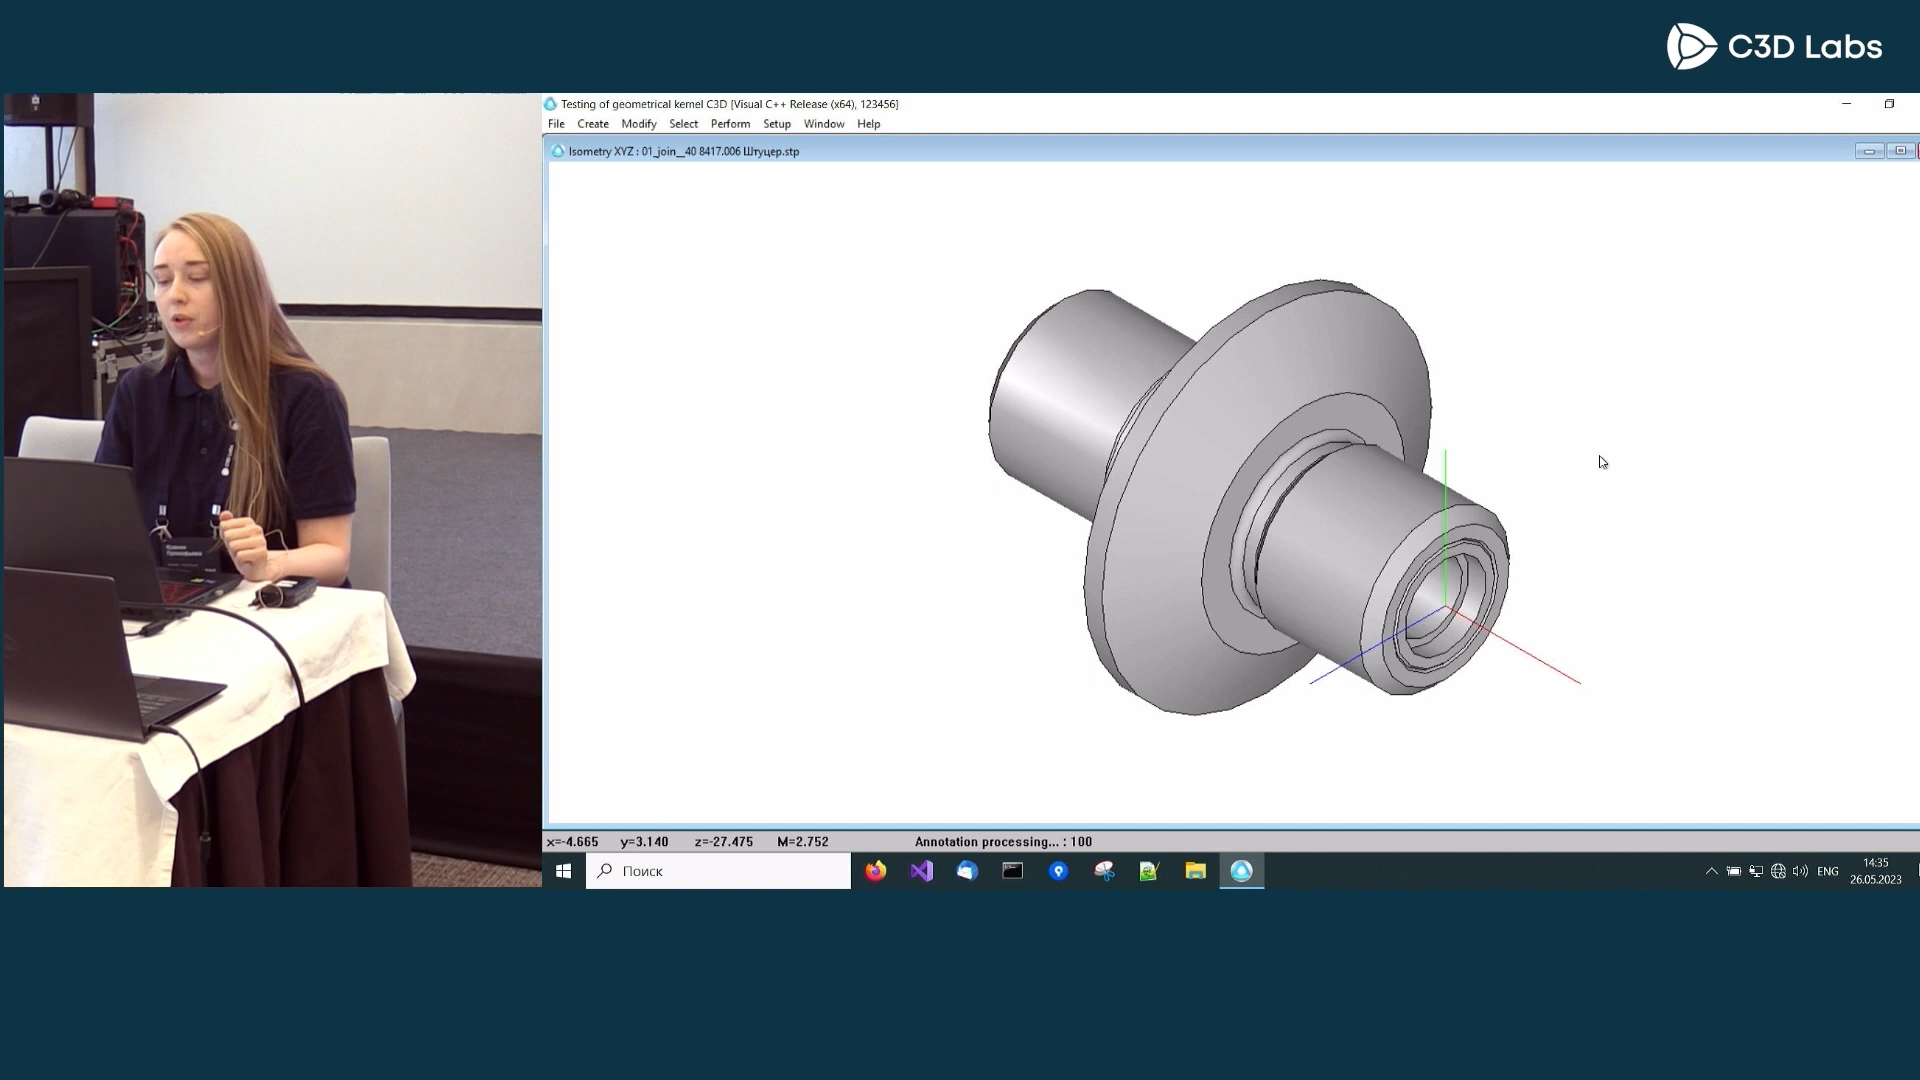 C3D Labs
Testing of geometrical kernel C3D [Visual C++ Release (x64), 123456]
File Create Modify Select Perform Setup Window Help
Isometry XYZ : 01_join__40 8417.006 Штуцер.stp
Ксения
Прокофьева
x=-4.665 y=3.140 z=-27.475 M=2.752 Annotation processing... : 100
Поиск
ENG
14:35
26.05.2023